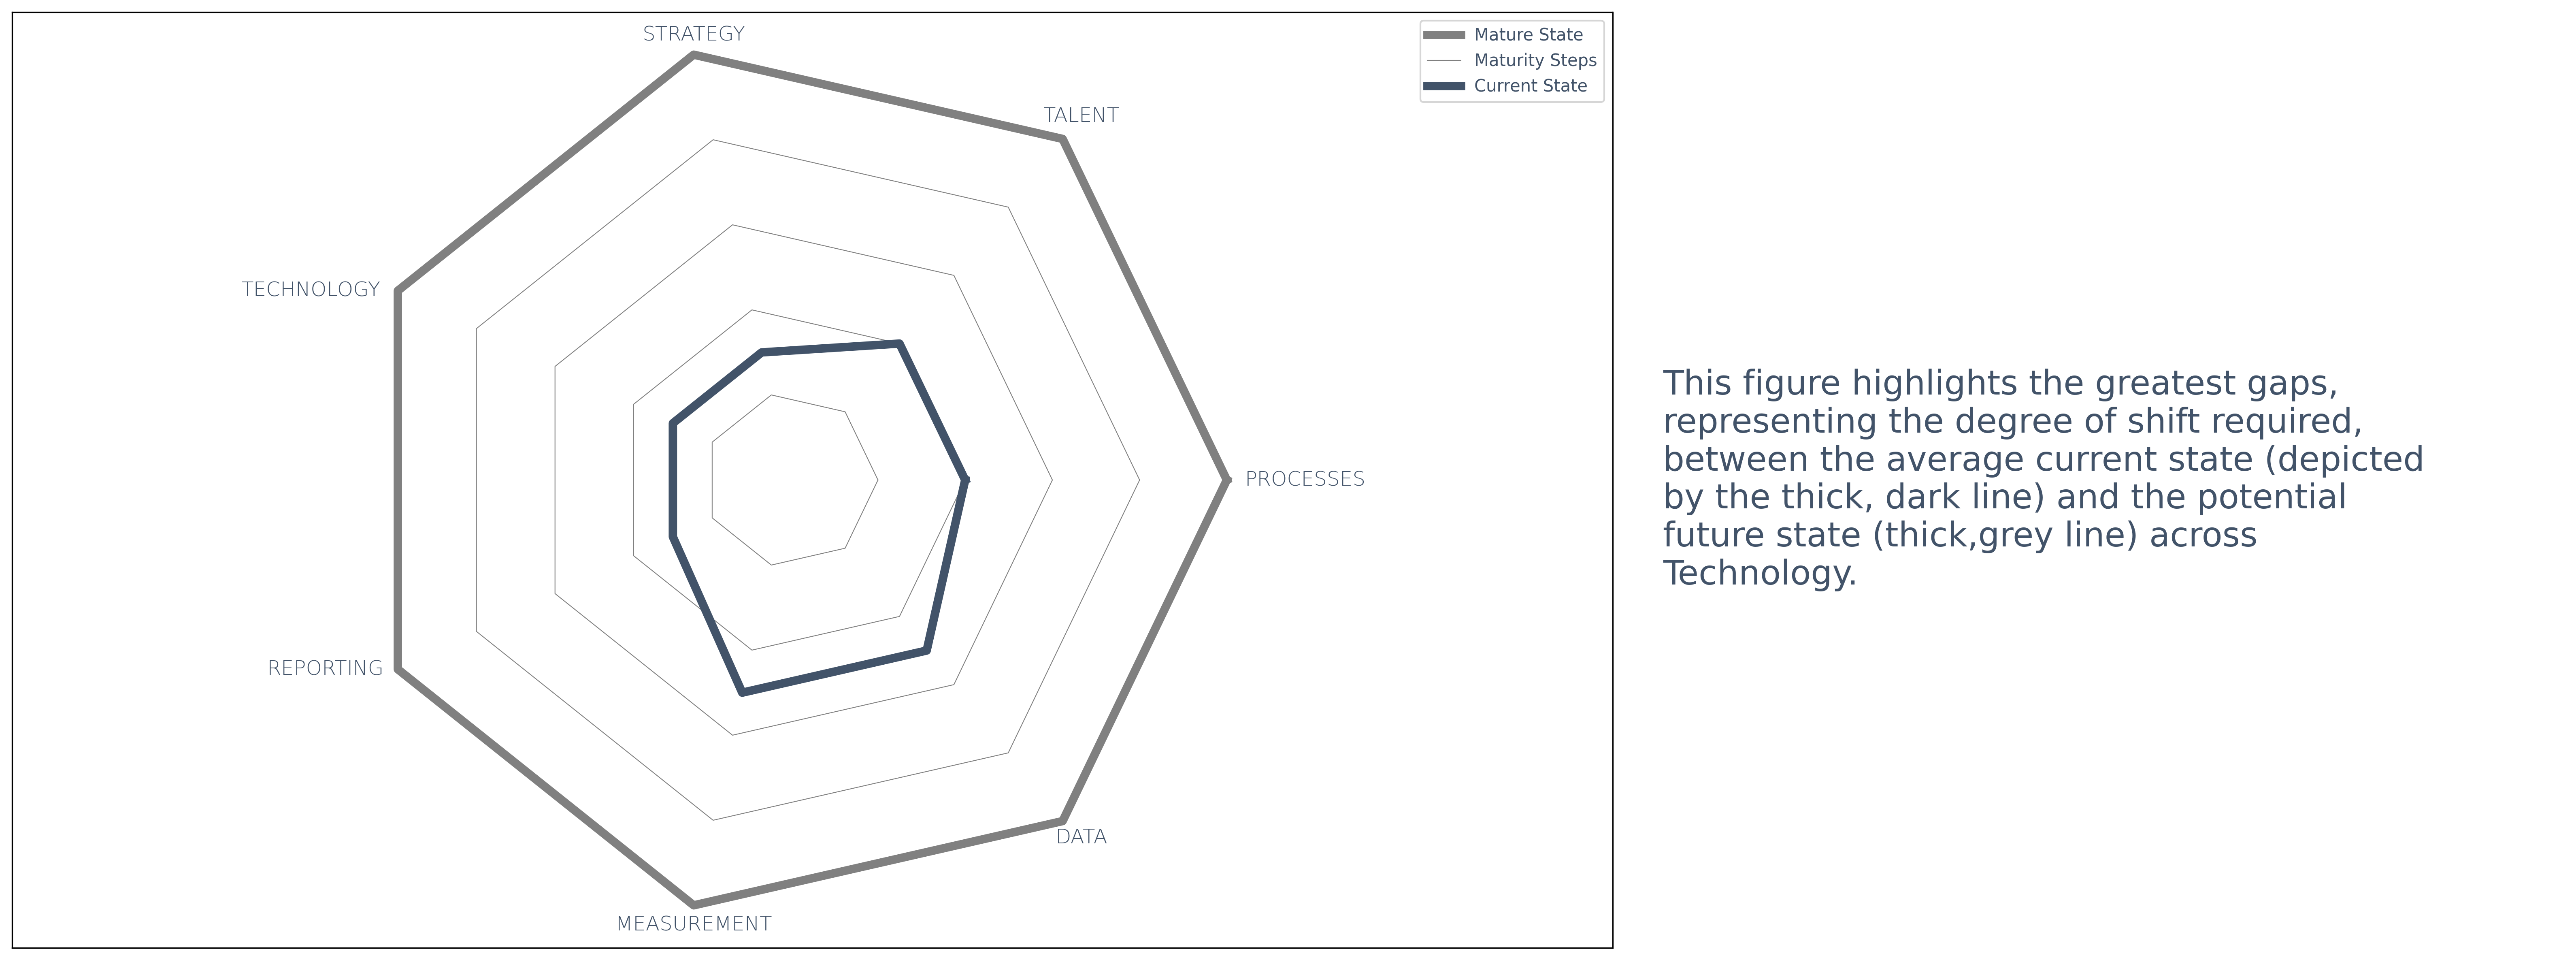 STRATEGY
Mature State
Maturity Steps
Current State
TALENT
TECHNOLOGY
PROCESSES
REPORTING
DATA
MEASUREMENT
This figure highlights the greatest gaps,
representing the degree of shift required,
between the average current state (depicted
by the thick, dark line) and the potential
future state (thick,grey line) across
Technology.